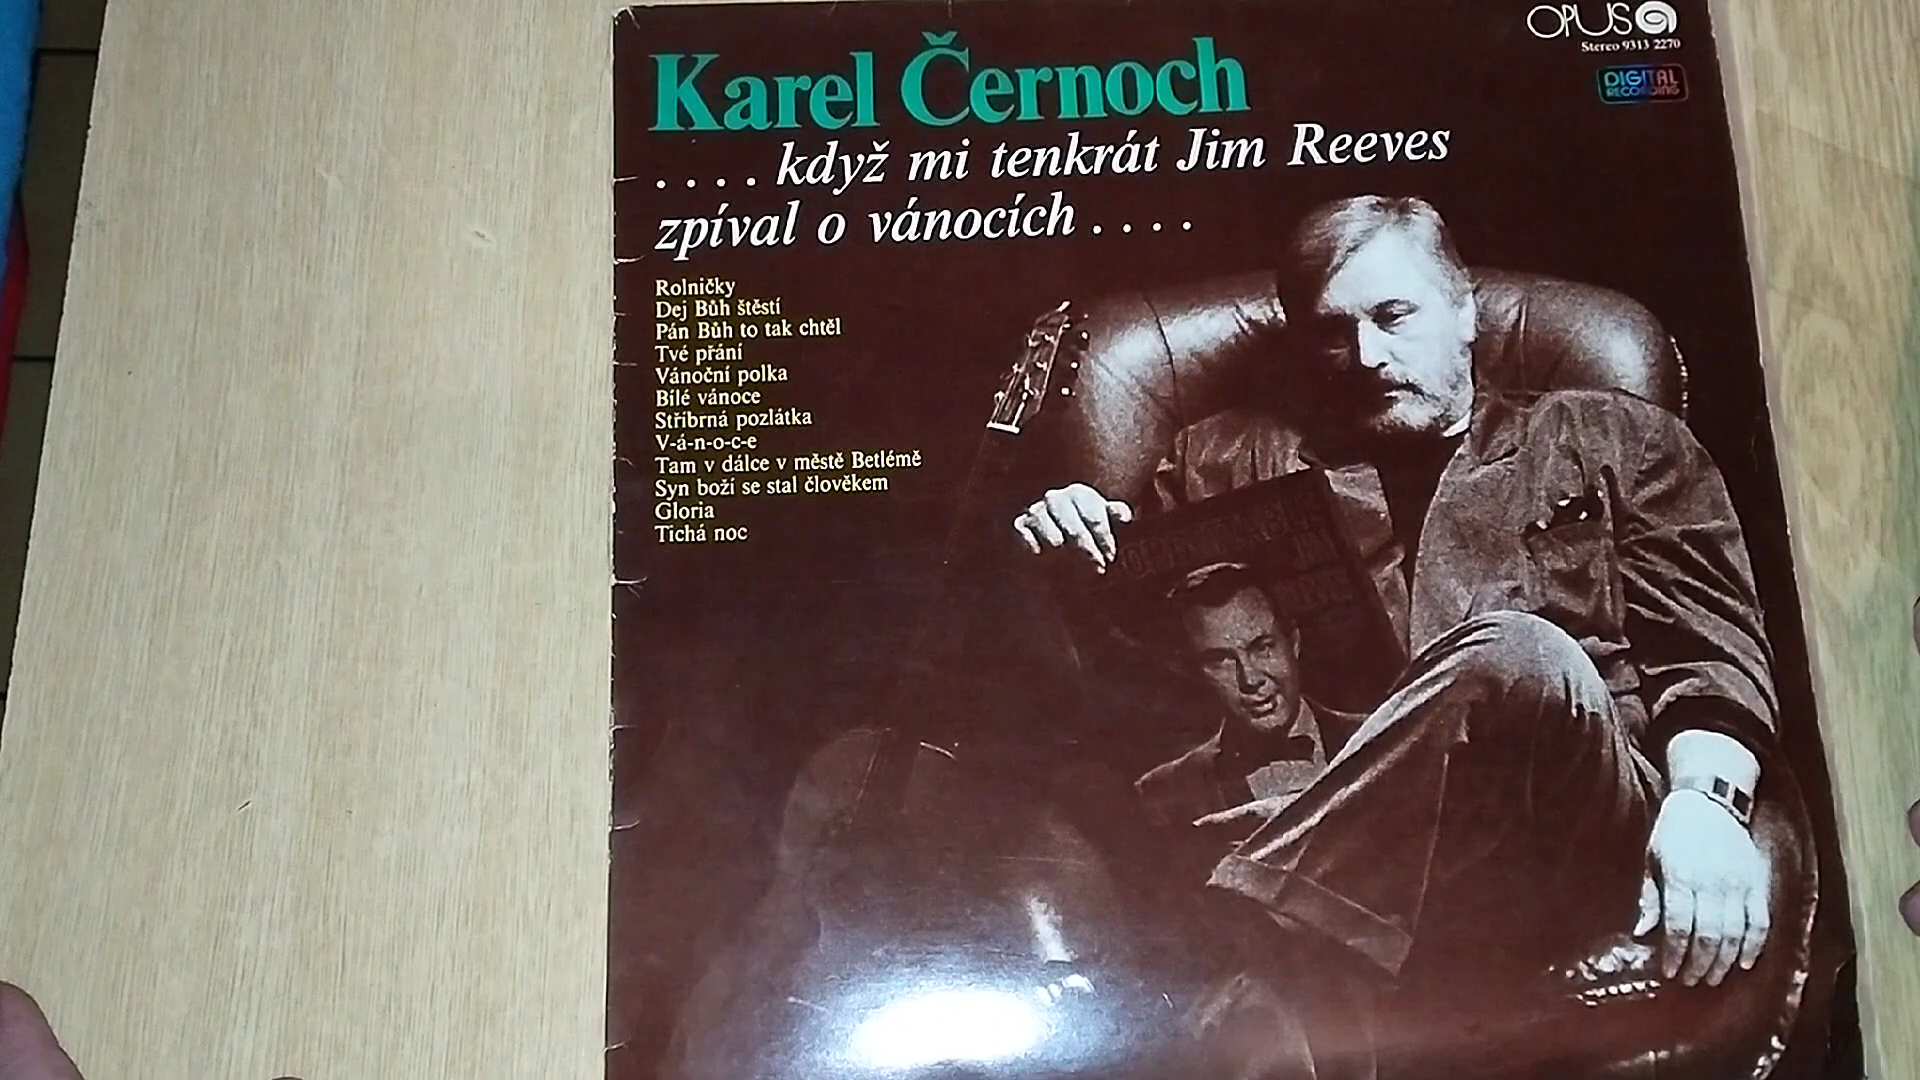 OPUS
Stereo 9313 2270
DIGITAL
RECORDING
Karel Černoch
. . . . když mi tenkrát Jim Reeves
zpíval o vánocích . . . .
Rolničky
Dej Bůh štěstí
Pán Bůh to tak chtěl
Tvé přání
Vánoční polka
Bílé vánoce
Stříbrná pozlátka
V-á-n-o-c-e
Tam v dálce v městě Betlémě
Syn boží se stal člověkem
Gloria
Tichá noc
JIM